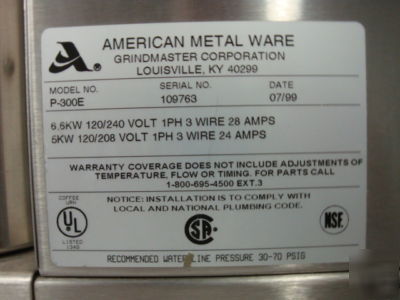 AMERICAN METAL WARE
GRINDMASTER CORPORATION
LOUISVILLE, KY 40299
MODEL NO. SERIAL NO. DATE
P-300E 109763 07/99
6.6KW 120/240 VOLT 1PH 3 WIRE 28 AMPS
5KW 120/208 VOLT 1PH 3 WIRE 24 AMPS
WARRANTY COVERAGE DOES NOT INCLUDE ADJUSTMENTS OF
TEMPERATURE, FLOW OR TIMING. FOR PARTS CALL
1-800-695-4500 EXT.3
NOTICE: INSTALLATION IS TO COMPLY WITH
LOCAL AND NATIONAL PLUMBING CODE.
COFFEE
URN
UL
LISTED
134G
SA
NSF
RECOMMENDED WATER LINE PRESSURE 30-70 PSIG